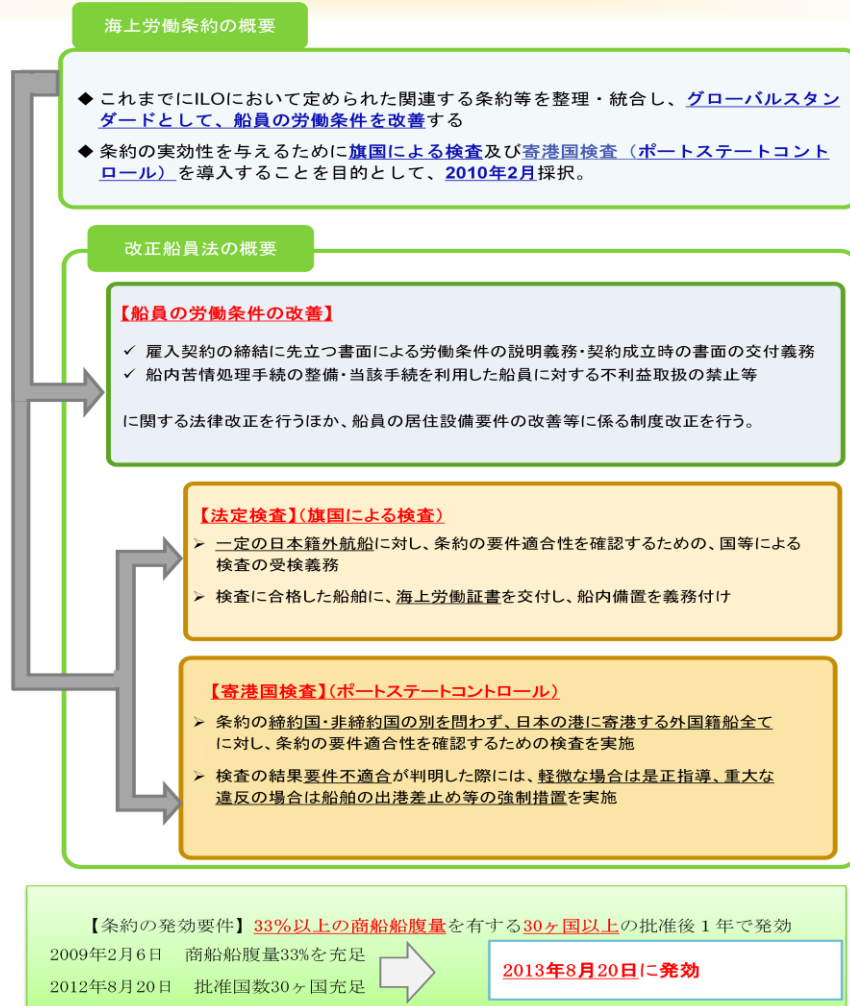 海上労働条約の概要
◆ これまでにILOにおいて定められた関連する条約等を整理・統合し、グローバルスタン
ダードとして、船員の労働条件を改善する
◆ 条約の実効性を与えるために旗国による検査及び寄港国検査（ポートステートコント
ロール）を導入することを目的として、2010年2月採択。
改正船員法の概要
【船員の労働条件の改善】
✓ 雇入契約の締結に先立つ書面による労働条件の説明義務・契約成立時の書面の交付義務
✓ 船内苦情処理手続の整備・当該手続を利用した船員に対する不利益取扱の禁止等
に関する法律改正を行うほか、船員の居住設備要件の改善等に係る制度改正を行う。
【法定検査】（旗国による検査）
➢ 一定の日本籍外航船に対し、条約の要件適合性を確認するための、国等による
検査の受検義務
➢ 検査に合格した船舶に、海上労働証書を交付し、船内備置を義務付け
【寄港国検査】（ポートステートコントロール）
➢ 条約の締約国・非締約国の別を問わず、日本の港に寄港する外国籍船全て
に対し、条約の要件適合性を確認するための検査を実施
➢ 検査の結果要件不適合が判明した際には、軽微な場合は是正指導、重大な
違反の場合は船舶の出港差止め等の強制措置を実施
【条約の発効要件】33%以上の商船船腹量を有する30ヶ国以上の批准後１年で発効
2009年2月6日 商船船腹量33%を充足
2012年8月20日 批准国数30ヶ国充足
2013年8月20日に発効